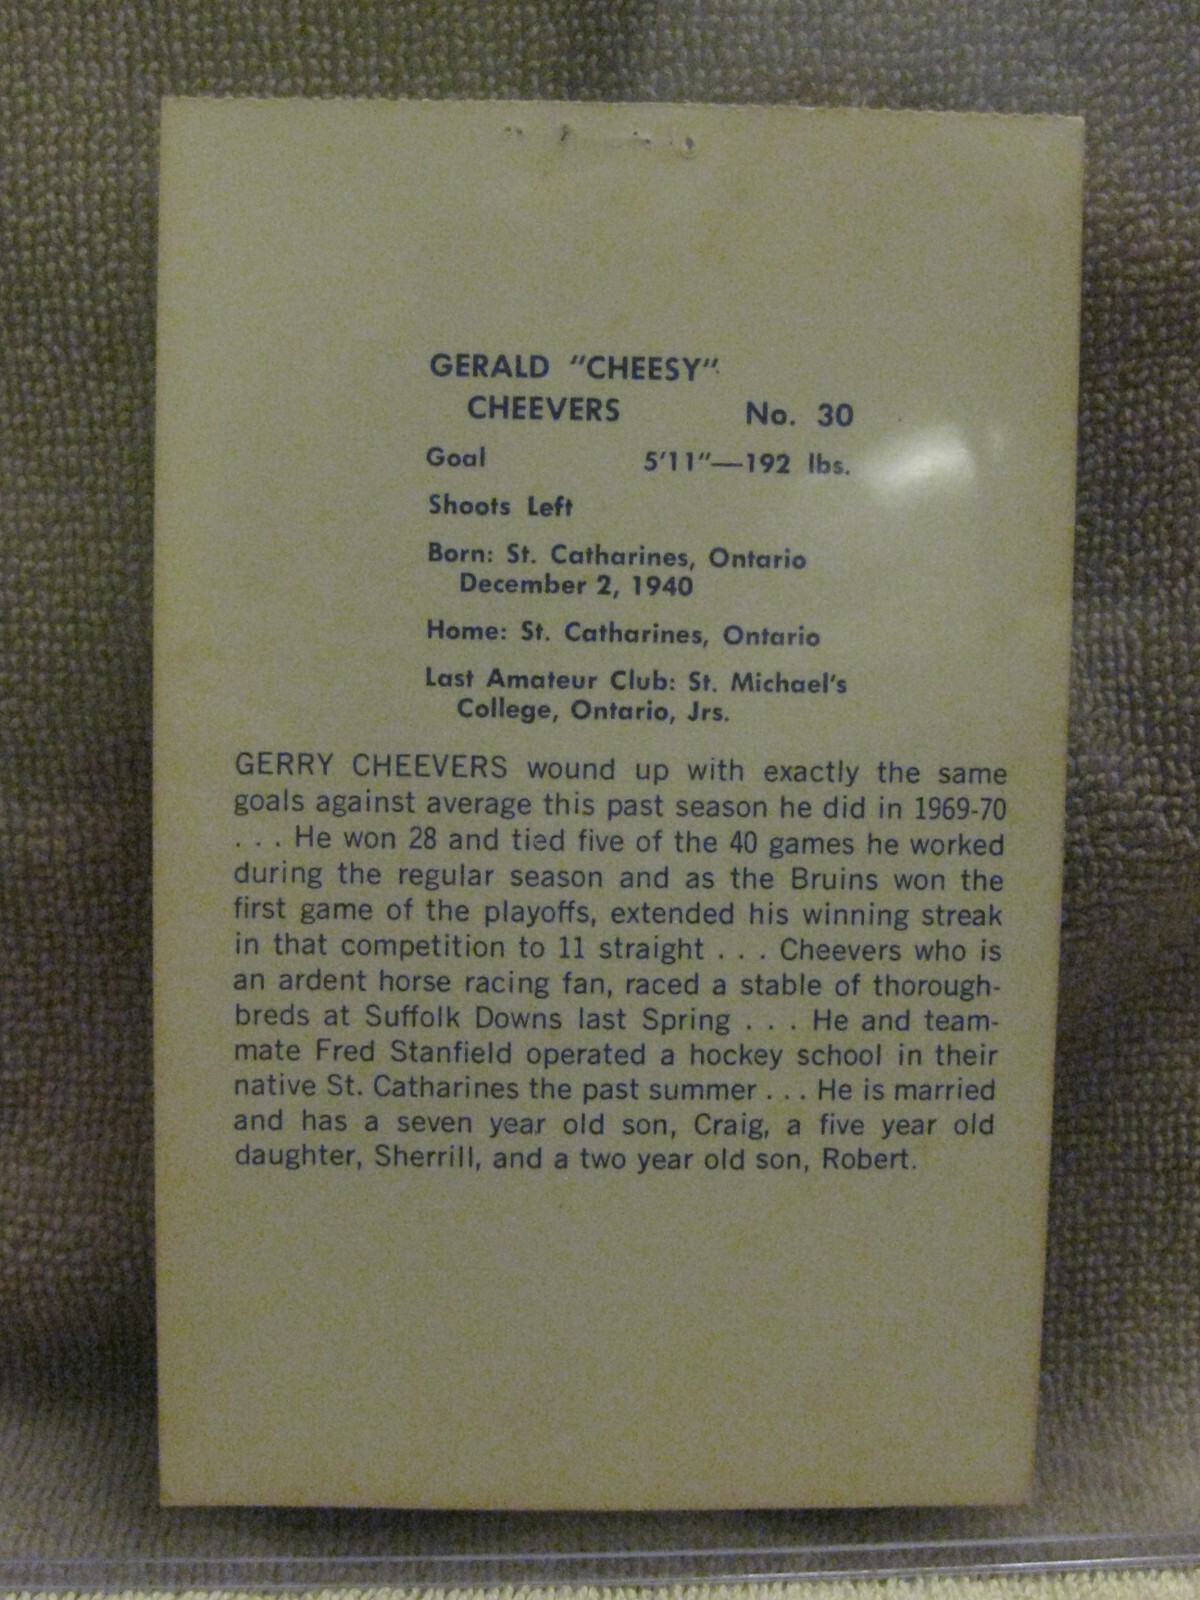 GERALD "CHEESY"
CHEEVERS No. 30
Goal 5'11"—192 lbs.
Shoots Left
Born: St. Catharines, Ontario
December 2, 1940
Home: St. Catharines, Ontario
Last Amateur Club: St. Michael's
College, Ontario, Jrs.
GERRY CHEEVERS wound up with exactly the same
goals against average this past season he did in 1969-70
. . . He won 28 and tied five of the 40 games he worked
during the regular season and as the Bruins won the
first game of the playoffs, extended his winning streak
in that competition to 11 straight . . . Cheevers who is
an ardent horse racing fan, raced a stable of thorough-
breds at Suffolk Downs last Spring . . . He and team-
mate Fred Stanfield operated a hockey school in their
native St. Catharines the past summer . . . He is married
and has a seven year old son, Craig, a five year old
daughter, Sherrill, and a two year old son, Robert.